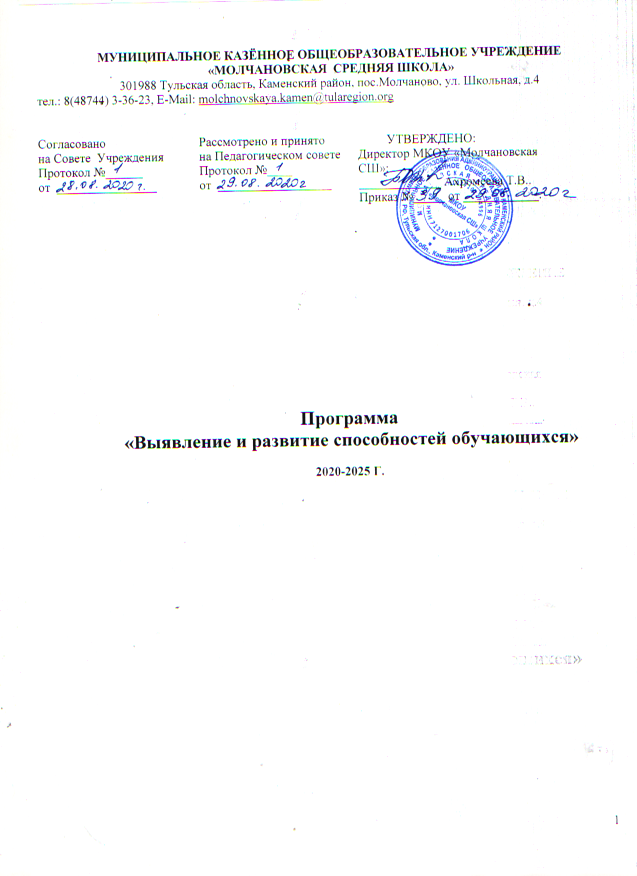 МУНИЦИПАЛЬНОЕ КАЗЁННОЕ ОБЩЕОБРАЗОВАТЕЛЬНОЕ УЧРЕЖДЕНИЕ
«МОЛЧАНОВСКАЯ СРЕДНЯЯ ШКОЛА»
301988 Тульская область, Каменский район, пос.Молчаново, ул. Школьная, д.4
тел.: 8(48744) 3-36-23, E-Mail: molchnovskaya.kamen@tularegion.org
Согласовано
на Совете Учреждения
Протокол № 1
от 28.08.2020 г.
Рассмотрено и принято
на Педагогическом совете
Протокол № 1
от 29.08.2020 г
УТВЕРЖДЕНО:
Директор МКОУ «Молчановская
СШ»:
Ахромеева Т.В..
Приказ № 39 от 29.08.2020 г
Программа
«Выявление и развитие способностей обучающихся»
2020-2025 Г.
1